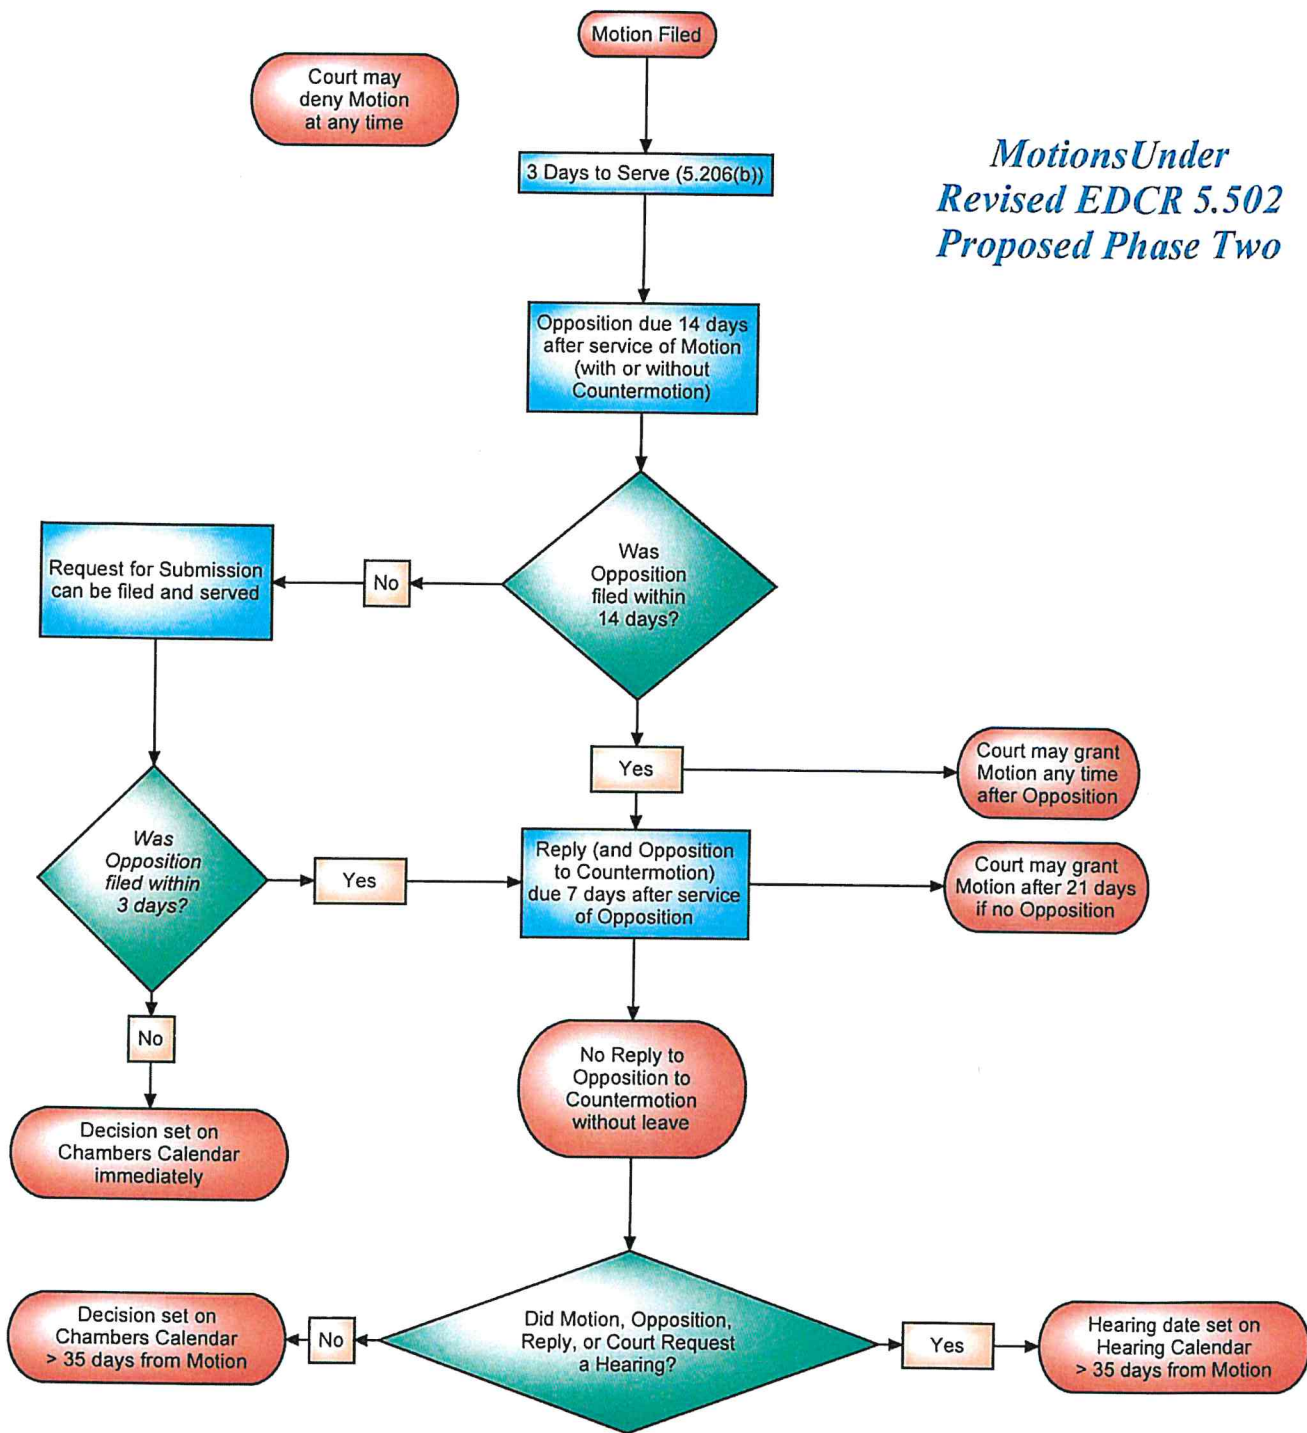 Motion Filed
Court may
deny Motion
at any time
3 Days to Serve (5.206(b))
MotionsUnder
Revised EDCR 5.502
Proposed Phase Two
Opposition due 14 days
after service of Motion
(with or without
Countermotion)
Was
Opposition
filed within
14 days?
No
Request for Submission
can be filed and served
Yes
Court may grant
Motion any time
after Opposition
Was
Opposition
filed within
3 days?
Yes
Reply (and Opposition
to Countermotion)
due 7 days after service
of Opposition
Court may grant
Motion after 21 days
if no Opposition
No
Decision set on
Chambers Calendar
immediately
No Reply to
Opposition to
Countermotion
without leave
Did Motion, Opposition,
Reply, or Court Request
a Hearing?
No
Decision set on
Chambers Calendar
> 35 days from Motion
Yes
Hearing date set on
Hearing Calendar
> 35 days from Motion